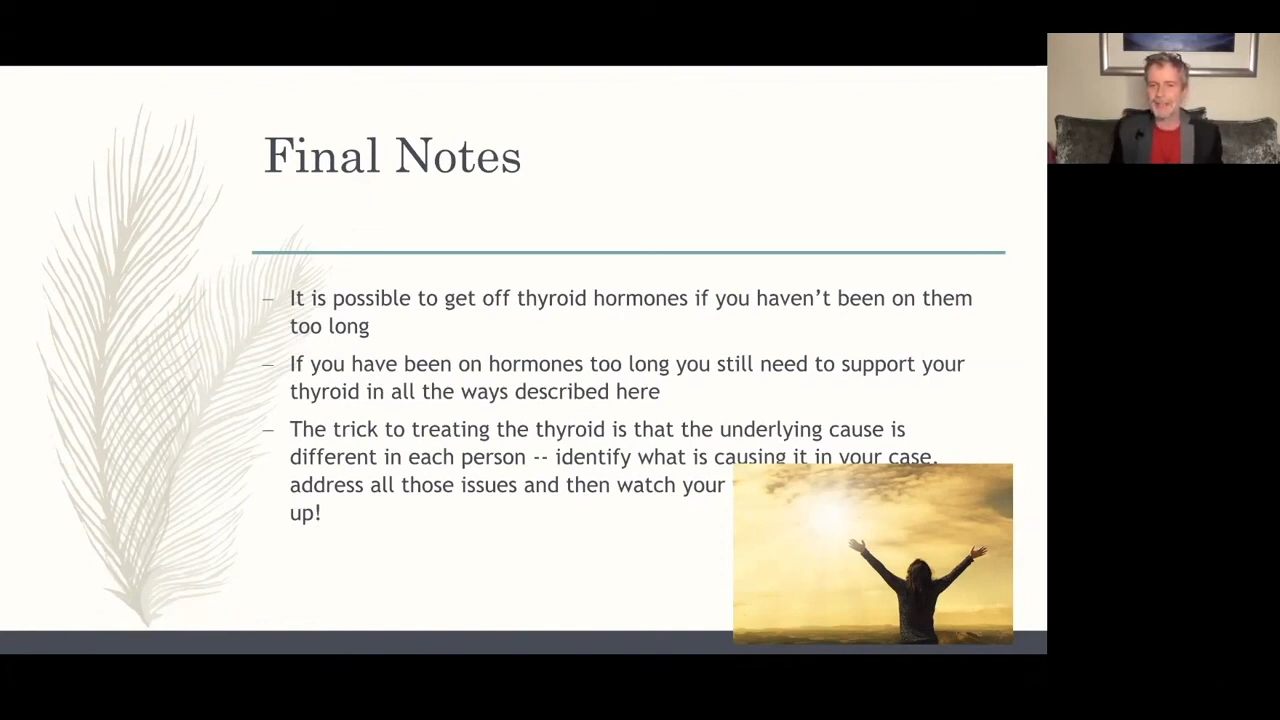 Final Notes
– It is possible to get off thyroid hormones if you haven’t been on them
too long
– If you have been on hormones too long you still need to support your
thyroid in all the ways described here
– The trick to treating the thyroid is that the underlying cause is
different in each person -- identify what is causing it in your case,
address all those issues and then watch your
up!